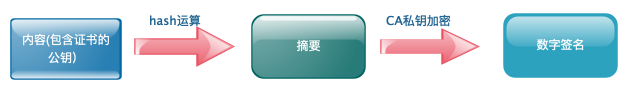 内容(包含证书的
公钥)
hash运算
摘要
CA私钥加密
数字签名